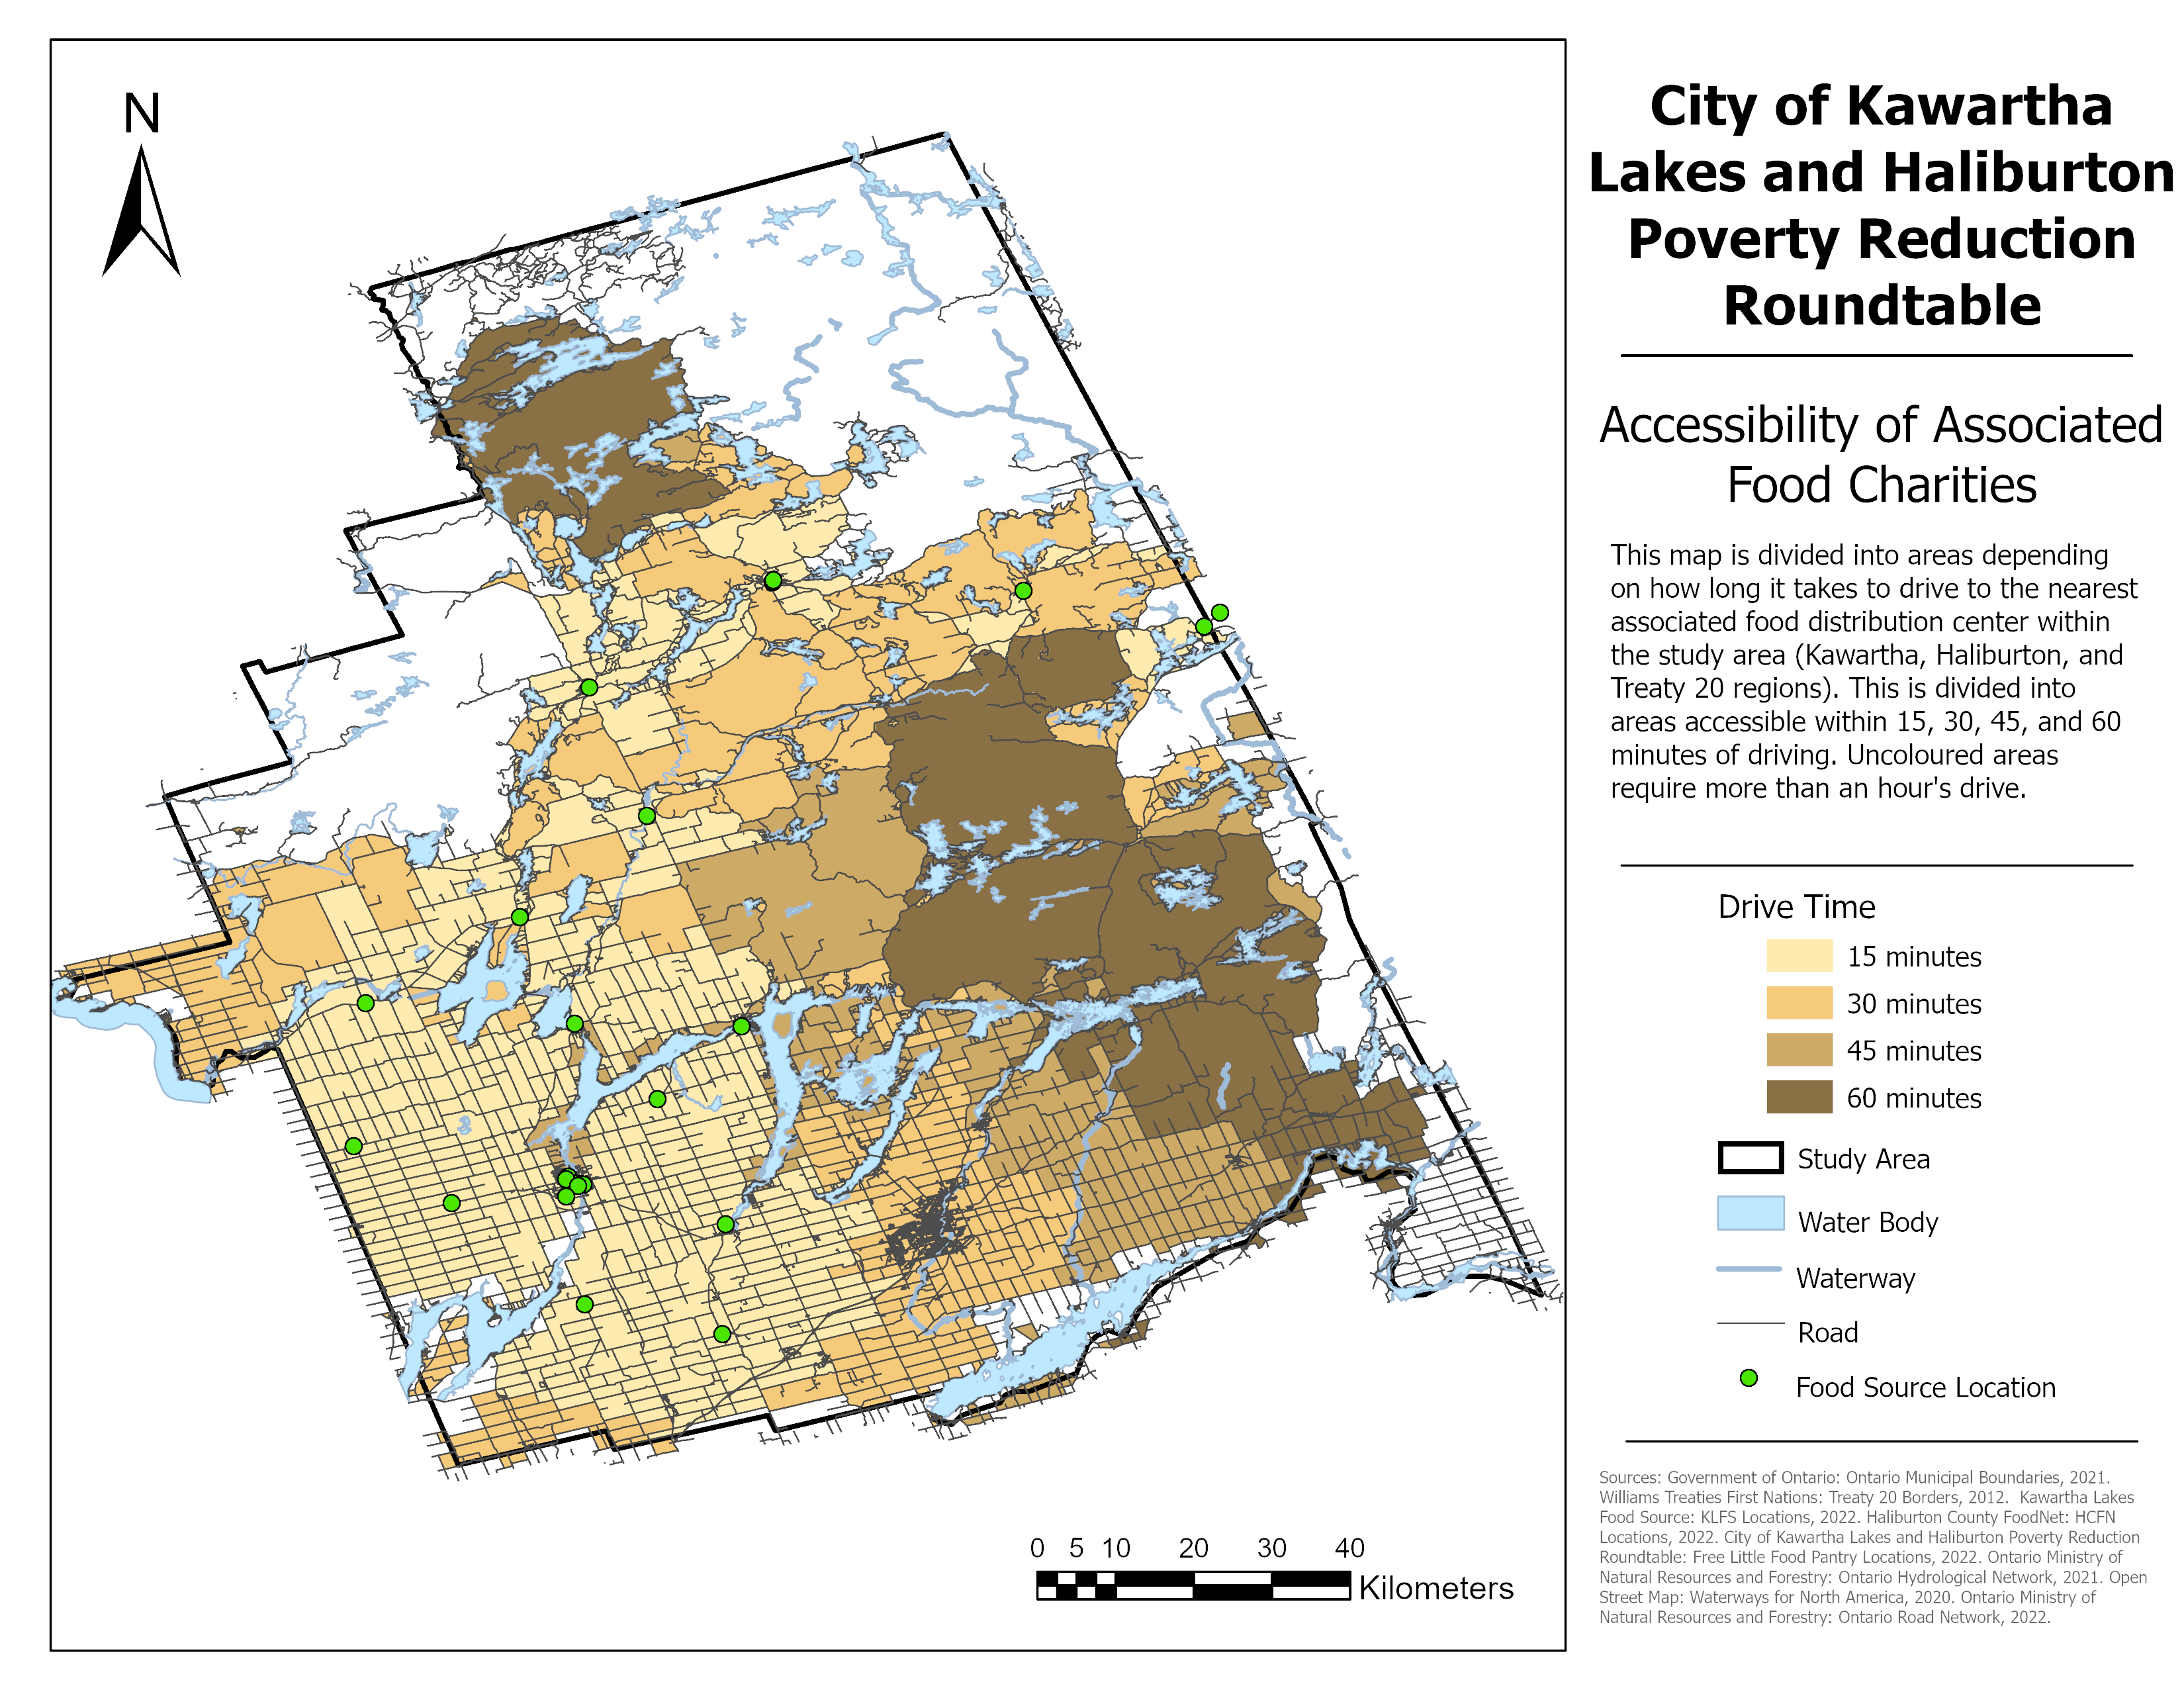 N
City of Kawartha
Lakes and Haliburton
Poverty Reduction
Roundtable
Accessibility of Associated
Food Charities
This map is divided into areas depending
on how long it takes to drive to the nearest
associated food distribution center within
the study area (Kawartha, Haliburton, and
Treaty 20 regions). This is divided into
areas accessible within 15, 30, 45, and 60
minutes of driving. Uncoloured areas
require more than an hour's drive.
Drive Time
15 minutes
30 minutes
45 minutes
60 minutes
Study Area
Water Body
Waterway
Road
Food Source Location
0 5 10 20 30 40
Kilometers
Sources: Government of Ontario: Ontario Municipal Boundaries, 2021.
Williams Treaties First Nations: Treaty 20 Borders, 2012. Kawartha Lakes
Food Source: KLFS Locations, 2022. Haliburton County FoodNet: HCFN
Locations, 2022. City of Kawartha Lakes and Haliburton Poverty Reduction
Roundtable: Free Little Food Pantry Locations, 2022. Ontario Ministry of
Natural Resources and Forestry: Ontario Hydrological Network, 2021. Open
Street Map: Waterways for North America, 2020. Ontario Ministry of
Natural Resources and Forestry: Ontario Road Network, 2022.